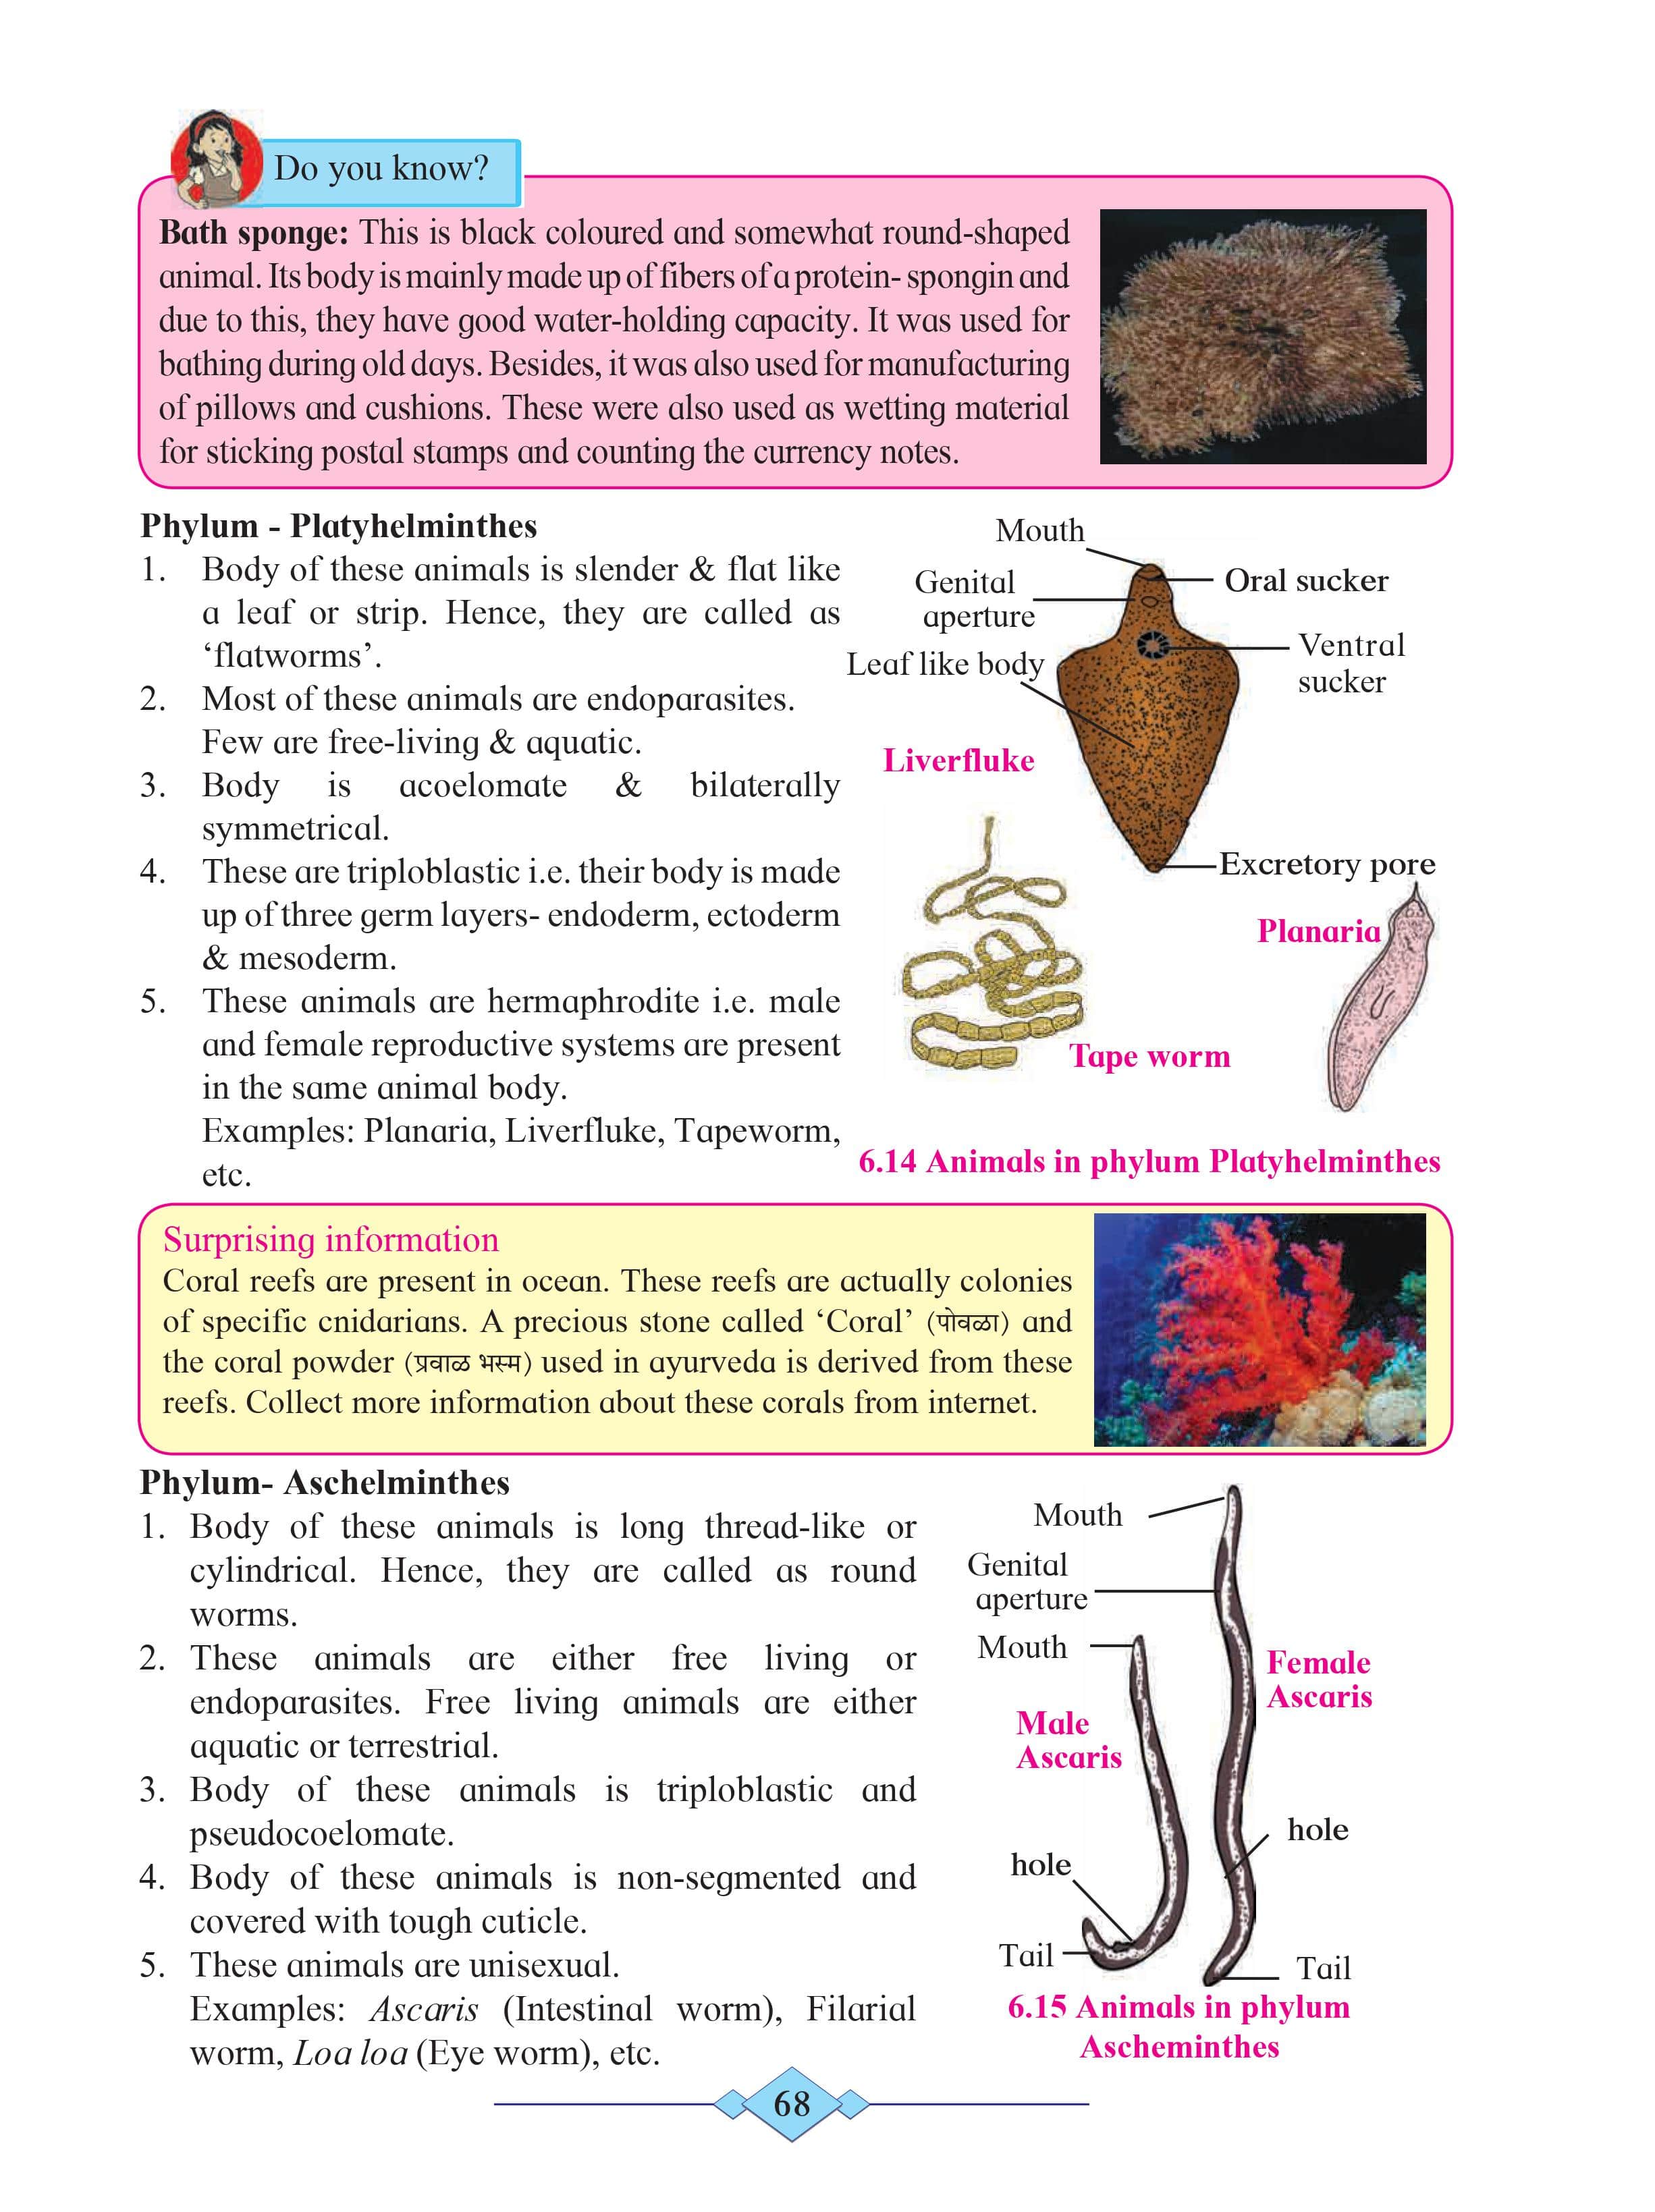 Do you know?
Bath sponge: This is black coloured and somewhat round-shaped
animal. Its body is mainly made up of fibers of a protein- spongin and
due to this, they have good water-holding capacity. It was used for
bathing during old days. Besides, it was also used for manufacturing
of pillows and cushions. These were also used as wetting material
for sticking postal stamps and counting the currency notes.
Phylum - Platyhelminthes
1. Body of these animals is slender & flat like
a leaf or strip. Hence, they are called as
‘flatworms’.
2. Most of these animals are endoparasites.
Few are free-living & aquatic.
3. Body is acoelomate & bilaterally
symmetrical.
4. These are triploblastic i.e. their body is made
up of three germ layers- endoderm, ectoderm
& mesoderm.
5. These animals are hermaphrodite i.e. male
and female reproductive systems are present
in the same animal body.
Examples: Planaria, Liverfluke, Tapeworm,
etc.
Mouth
Genital
aperture
Oral sucker
Ventral
sucker
Leaf like body
Liverfluke
Excretory pore
Planaria
Tape worm
6.14 Animals in phylum Platyhelminthes
Surprising information
Coral reefs are present in ocean. These reefs are actually colonies
of specific cnidarians. A precious stone called ‘Coral’ (पोवळा) and
the coral powder (प्रवाळ भस्म) used in ayurveda is derived from these
reefs. Collect more information about these corals from internet.
Phylum- Aschelminthes
1. Body of these animals is long thread-like or
cylindrical. Hence, they are called as round
worms.
2. These animals are either free living or
endoparasites. Free living animals are either
aquatic or terrestrial.
3. Body of these animals is triploblastic and
pseudocoelomate.
4. Body of these animals is non-segmented and
covered with tough cuticle.
5. These animals are unisexual.
Examples: Ascaris (Intestinal worm), Filarial
worm, Loa loa (Eye worm), etc.
Mouth
Genital
aperture
Mouth
Female
Ascaris
Male
Ascaris
hole
hole
Tail
Tail
6.15 Animals in phylum
Ascheminthes
68